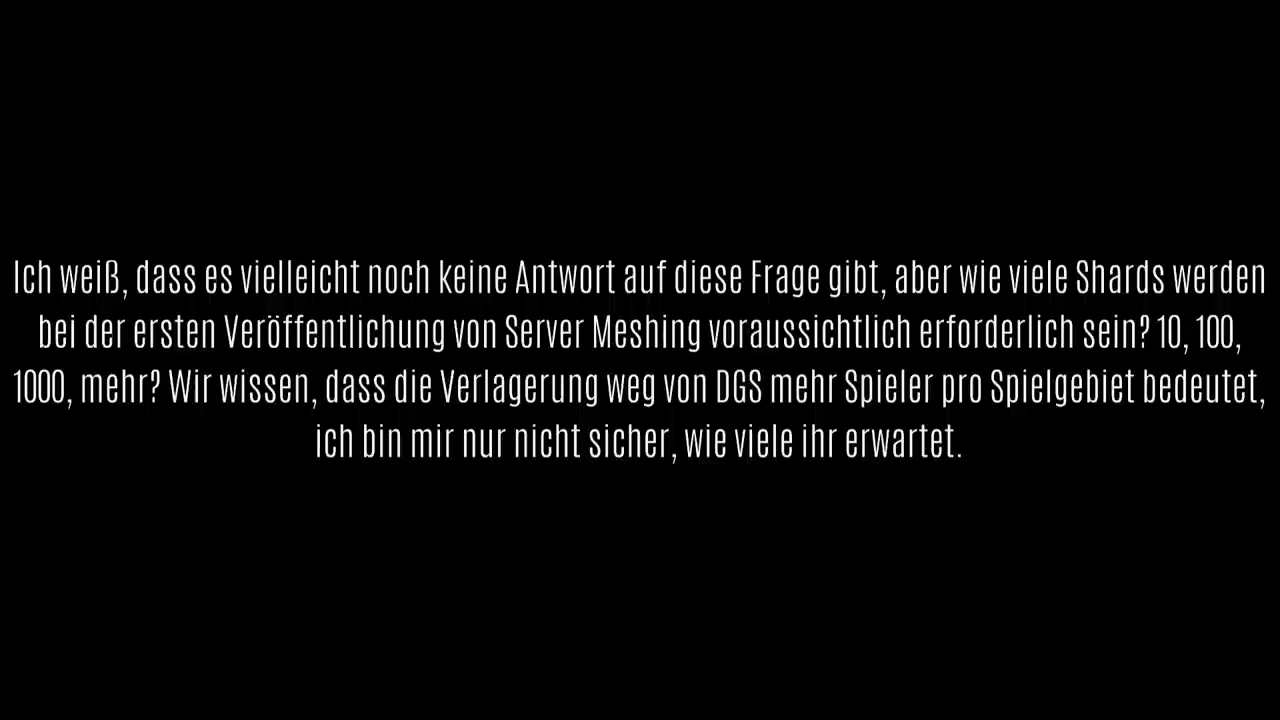 Ich weiß, dass es vielleicht noch keine Antwort auf diese Frage gibt, aber wie viele Shards werden
bei der ersten Veröffentlichung von Server Meshing voraussichtlich erforderlich sein? 10, 100,
1000, mehr? Wir wissen, dass die Verlagerung weg von DGS mehr Spieler pro Spielgebiet bedeutet,
ich bin mir nur nicht sicher, wie viele ihr erwartet.